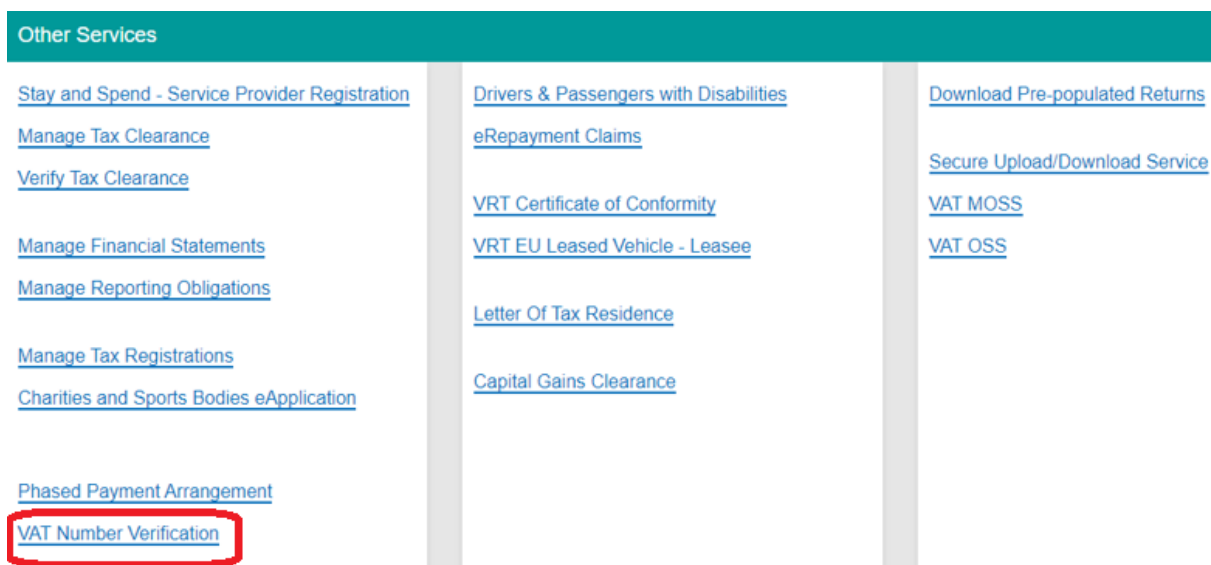 Other Services
Stay and Spend - Service Provider Registration
Manage Tax Clearance
Verify Tax Clearance
Manage Financial Statements
Manage Reporting Obligations
Manage Tax Registrations
Charities and Sports Bodies eApplication
Phased Payment Arrangement
VAT Number Verification
Drivers & Passengers with Disabilities
eRepayment Claims
VRT Certificate of Conformity
VRT EU Leased Vehicle - Leasee
Letter Of Tax Residence
Capital Gains Clearance
Download Pre-populated Returns
Secure Upload/Download Service
VAT MOSS
VAT OSS